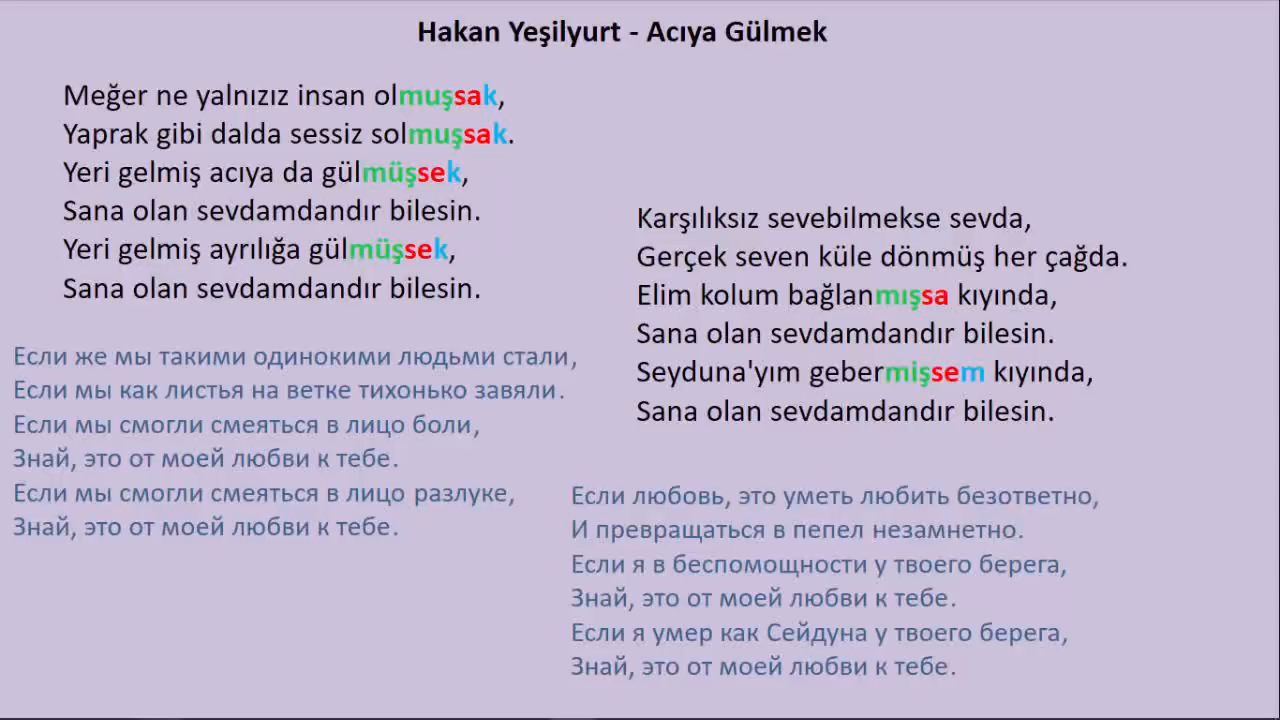 Hakan Yeşilyurt - Acıya Gülmek
Meğer ne yalnızız insan olmuşsak,
Yaprak gibi dalda sessiz solmuşsak.
Yeri gelmiş acıya da gülmüşsek,
Sana olan sevdamdandır bilesin.
Yeri gelmiş ayrılığa gülmüşsek,
Sana olan sevdamdandır bilesin.
Если же мы такими одинокими людьми стали,
Если мы как листья на ветке тихонько завяли.
Если мы смогли смеяться в лицо боли,
Знай, это от моей любви к тебе.
Если мы смогли смеяться в лицо разлуке,
Знай, это от моей любви к тебе.
Karşılıksız sevebilmekse sevda,
Gerçek seven küle dönmüş her çağda.
Elim kolum bağlanmışsa kıyında,
Sana olan sevdamdandır bilesin.
Seyduna'yım gebermişsem kıyında,
Sana olan sevdamdandır bilesin.
Если любовь, это уметь любить безответно,
И превращаться в пепел незамнетно.
Если я в беспомощности у твоего берега,
Знай, это от моей любви к тебе.
Если я умер как Сейдуна у твоего берега,
Знай, это от моей любви к тебе.